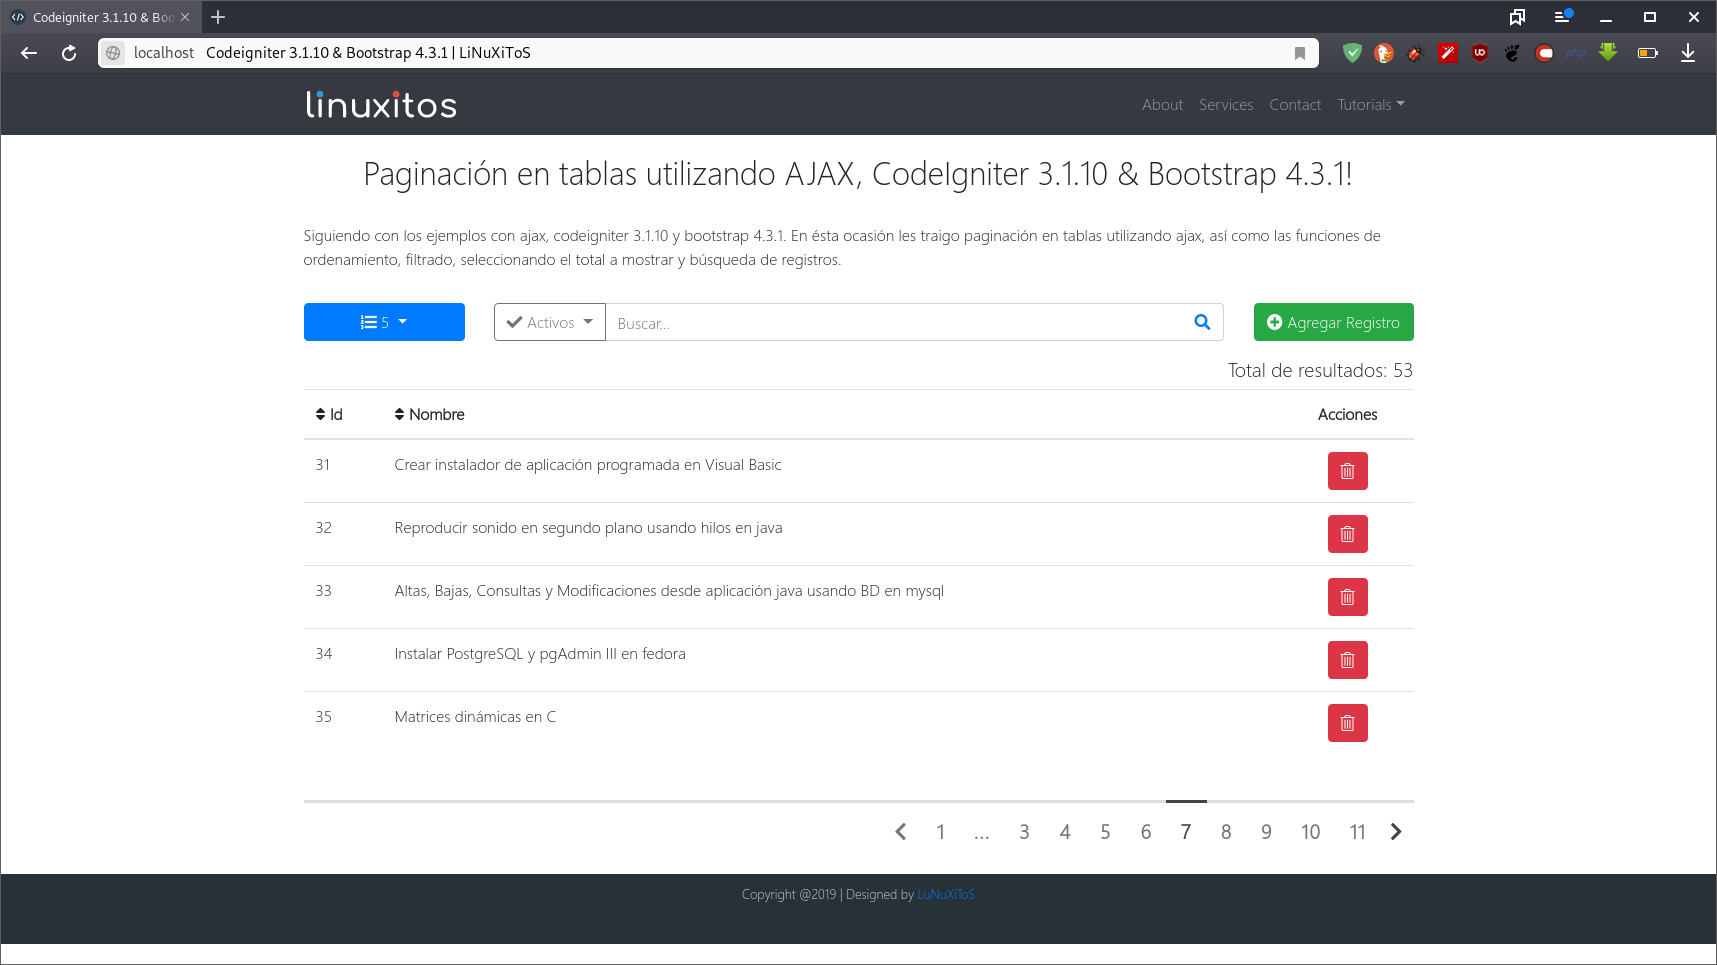 Codeigniter 3.1.10 & Boo
localhost Codeigniter 3.1.10 & Bootstrap 4.3.1 | LiNuXiToS
php
linuxitos
About Services Contact Tutorials
Paginación en tablas utilizando AJAX, CodeIgniter 3.1.10 & Bootstrap 4.3.1!
Siguiendo con los ejemplos con ajax, codeigniter 3.1.10 y bootstrap 4.3.1. En ésta ocasión les traigo paginación en tablas utilizando ajax, así como las funciones de
ordenamiento, filtrado, seleccionando el total a mostrar y búsqueda de registros.
5 Activos Buscar... Agregar Registro
Total de resultados: 53
Id Nombre Acciones
31 Crear instalador de aplicación programada en Visual Basic
32 Reproducir sonido en segundo plano usando hilos en java
33 Altas, Bajas, Consultas y Modificaciones desde aplicación java usando BD en mysql
34 Instalar PostgreSQL y pgAdmin III en fedora
35 Matrices dinámicas en C
1 ... 3 4 5 6 7 8 9 10 11
Copyright @2019 | Designed by LuNuXiToS